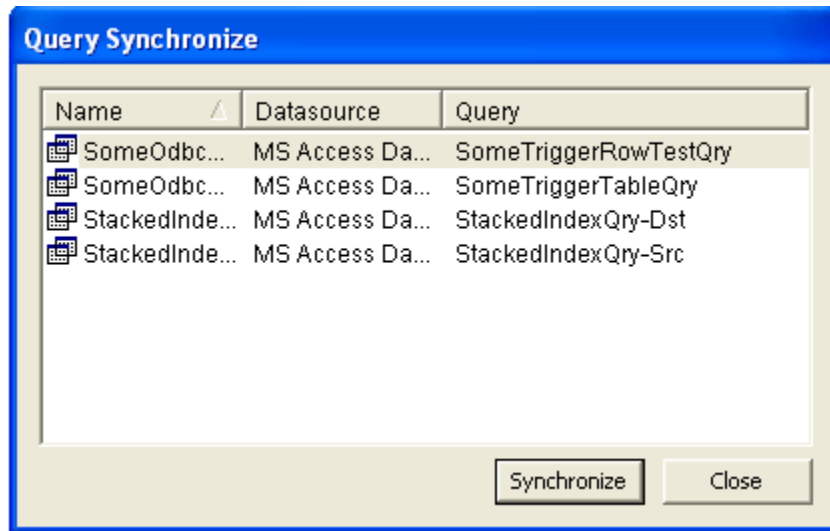 Query Synchronize
Name Datasource Query
SomeOdbc... MS Access Da... SomeTriggerRowTestQry
SomeOdbc... MS Access Da... SomeTriggerTableQry
StackedInde... MS Access Da... StackedIndexQry-Dst
StackedInde... MS Access Da... StackedIndexQry-Src
Synchronize Close